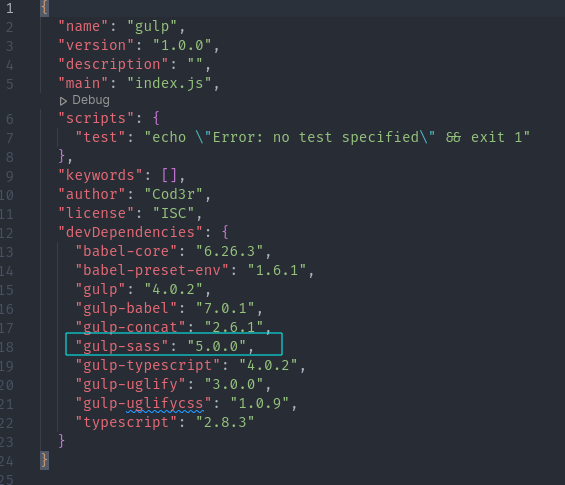 1 {
2 "name": "gulp",
3 "version": "1.0.0",
4 "description": "",
5 "main": "index.js",
Debug
6 "scripts": {
7 "test": "echo \"Error: no test specified\" && exit 1"
8 },
9 "keywords": [],
10 "author": "Cod3r",
11 "license": "ISC",
12 "devDependencies": {
13 "babel-core": "6.26.3",
14 "babel-preset-env": "1.6.1",
15 "gulp": "4.0.2",
16 "gulp-babel": "7.0.1",
17 "gulp-concat": "2.6.1",
18 "gulp-sass": "5.0.0",
19 "gulp-typescript": "4.0.2",
20 "gulp-uglify": "3.0.0",
21 "gulp-uglifycss": "1.0.9",
22 "typescript": "2.8.3"
23 }
24 }
25